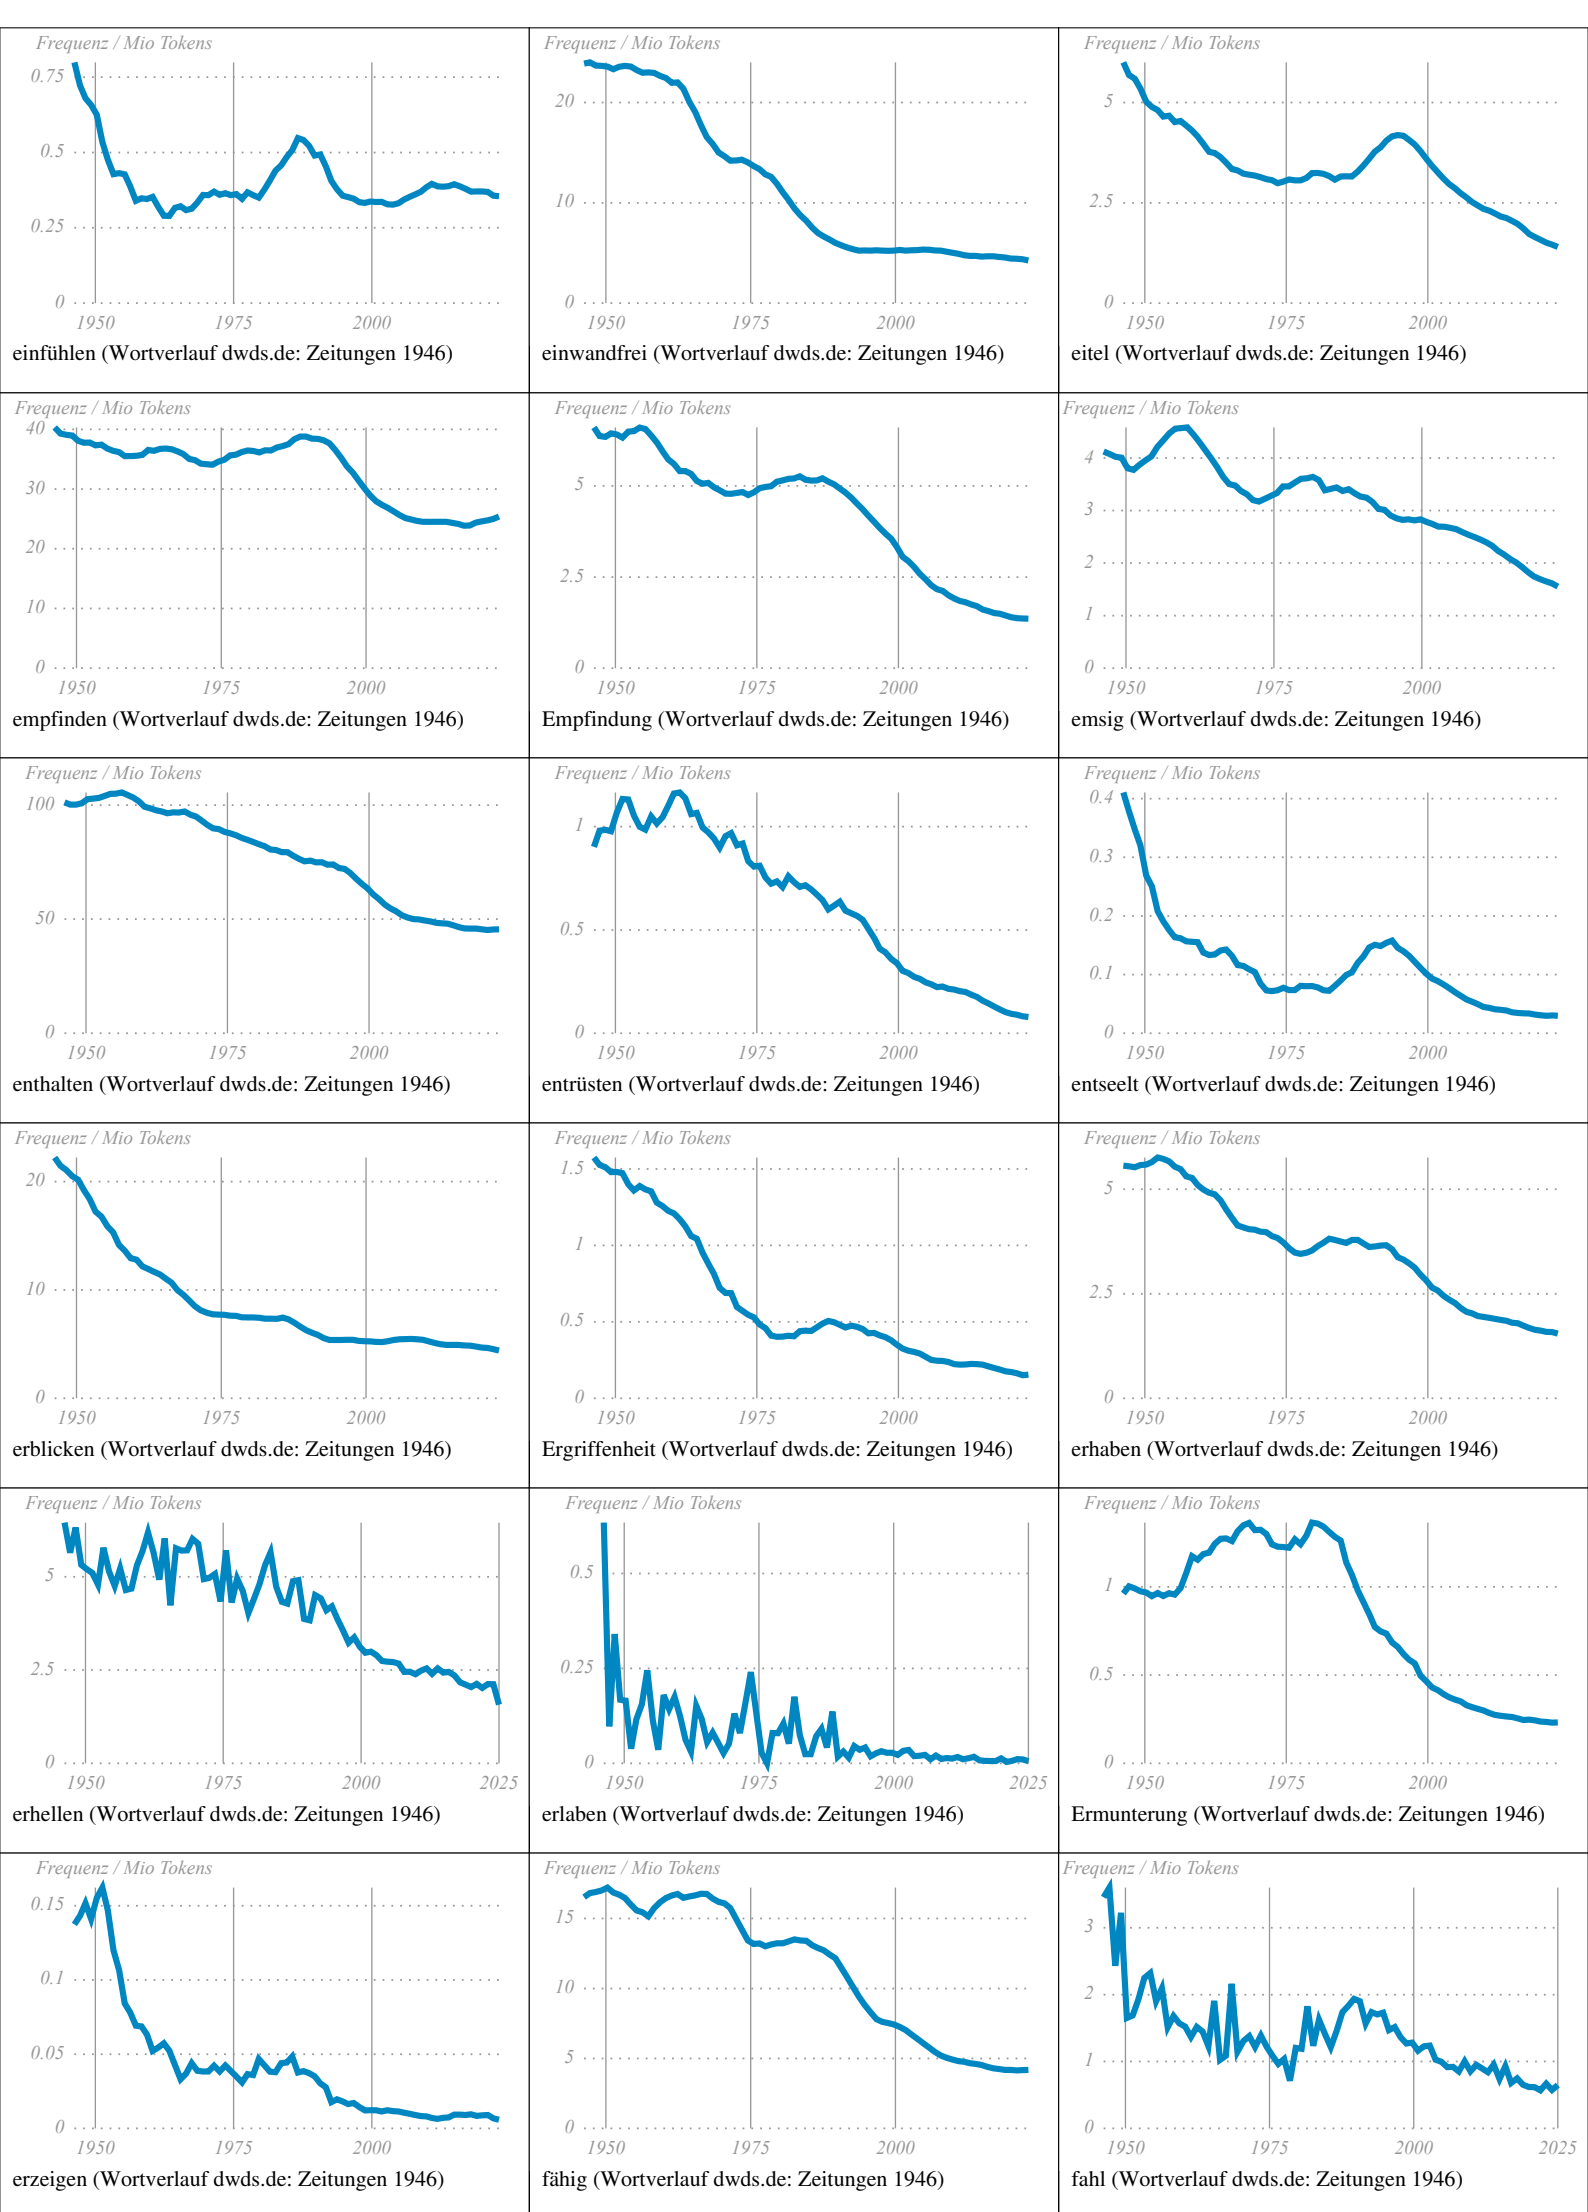 Frequenz / Mio Tokens
0.75
0.5
0.25
0
1950 1975 2000
einfühlen (Wortverlauf dwds.de: Zeitungen 1946)
Frequenz / Mio Tokens
20
10
0
1950 1975 2000
einwandfrei (Wortverlauf dwds.de: Zeitungen 1946)
Frequenz / Mio Tokens
5
2.5
0
1950 1975 2000
eitel (Wortverlauf dwds.de: Zeitungen 1946)
Frequenz / Mio Tokens
40
30
20
10
0
1950 1975 2000
empfinden (Wortverlauf dwds.de: Zeitungen 1946)
Frequenz / Mio Tokens
5
2.5
0
1950 1975 2000
Empfindung (Wortverlauf dwds.de: Zeitungen 1946)
Frequenz / Mio Tokens
4
3
2
1
0
1950 1975 2000
emsig (Wortverlauf dwds.de: Zeitungen 1946)
Frequenz / Mio Tokens
100
50
0
1950 1975 2000
enthalten (Wortverlauf dwds.de: Zeitungen 1946)
Frequenz / Mio Tokens
1
0.5
0
1950 1975 2000
entrüsten (Wortverlauf dwds.de: Zeitungen 1946)
Frequenz / Mio Tokens
0.4
0.3
0.2
0.1
0
1950 1975 2000
entseelt (Wortverlauf dwds.de: Zeitungen 1946)
Frequenz / Mio Tokens
20
10
0
1950 1975 2000
erblicken (Wortverlauf dwds.de: Zeitungen 1946)
Frequenz / Mio Tokens
1.5
1
0.5
0
1950 1975 2000
Ergriffenheit (Wortverlauf dwds.de: Zeitungen 1946)
Frequenz / Mio Tokens
5
2.5
0
1950 1975 2000
erhaben (Wortverlauf dwds.de: Zeitungen 1946)
Frequenz / Mio Tokens
5
2.5
0
1950 1975 2000 2025
erhellen (Wortverlauf dwds.de: Zeitungen 1946)
Frequenz / Mio Tokens
0.5
0.25
0
1950 1975 2000 2025
erlaben (Wortverlauf dwds.de: Zeitungen 1946)
Frequenz / Mio Tokens
1
0.5
0
1950 1975 2000
Ermunterung (Wortverlauf dwds.de: Zeitungen 1946)
Frequenz / Mio Tokens
0.15
0.1
0.05
0
1950 1975 2000
erzeigen (Wortverlauf dwds.de: Zeitungen 1946)
Frequenz / Mio Tokens
15
10
5
0
1950 1975 2000
fähig (Wortverlauf dwds.de: Zeitungen 1946)
Frequenz / Mio Tokens
3
2
1
0
1950 1975 2000 2025
fahl (Wortverlauf dwds.de: Zeitungen 1946)